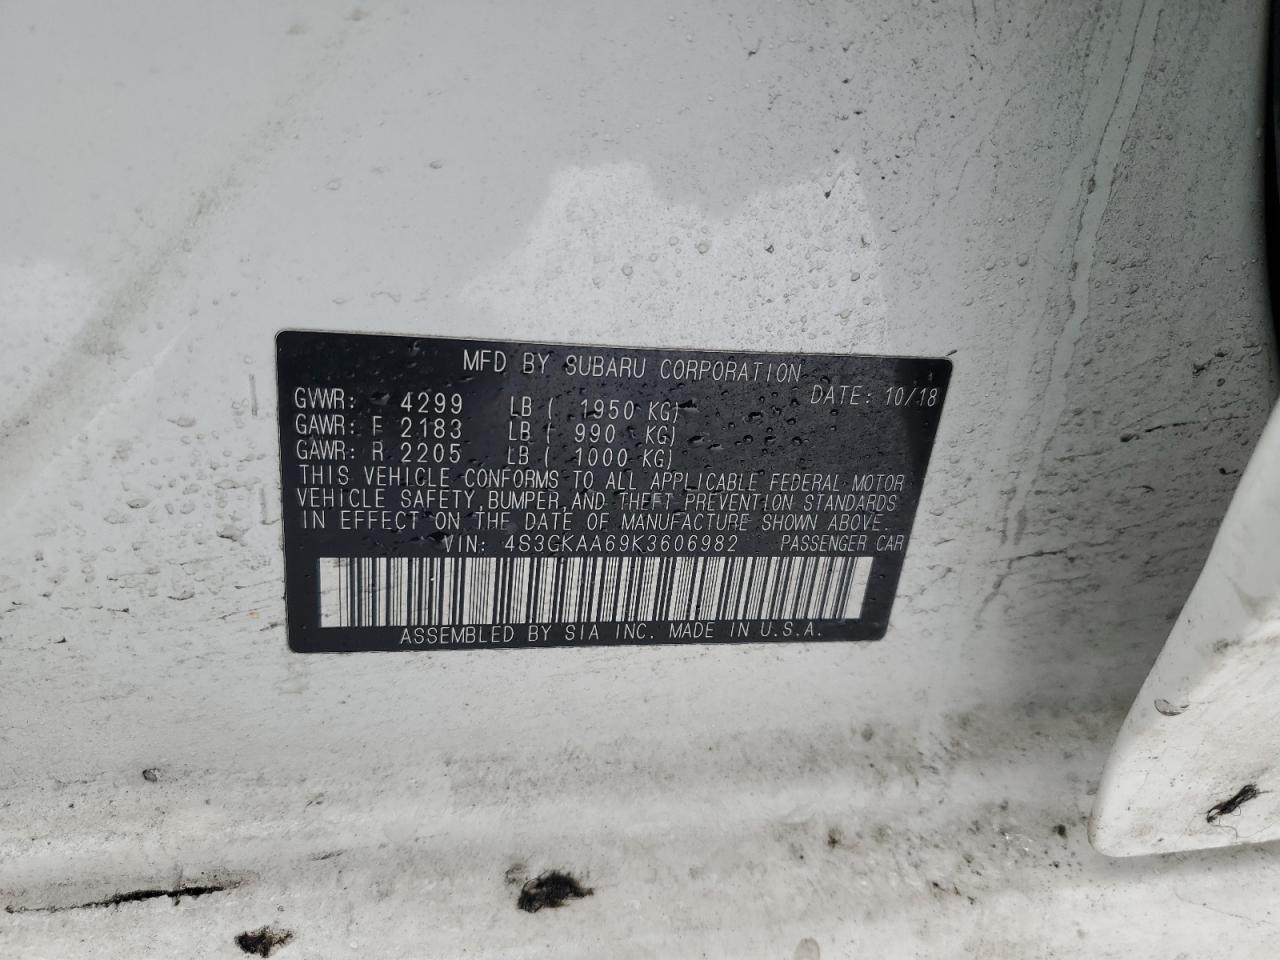 MFD BY SUBARU CORPORATION
DATE: 10/18
GVWR: 4299 LB ( 1950 KG)
GAWR: F 2183 LB ( 990 KG)
GAWR: R 2205 LB ( 1000 KG)
THIS VEHICLE CONFORMS TO ALL APPLICABLE FEDERAL MOTOR
VEHICLE SAFETY, BUMPER, AND THEFT PREVENTION STANDARDS
IN EFFECT ON THE DATE OF MANUFACTURE SHOWN ABOVE.
VIN: 4S3GKAA69K3606982 PASSENGER CAR
ASSEMBLED BY SIA INC. MADE IN U.S.A.